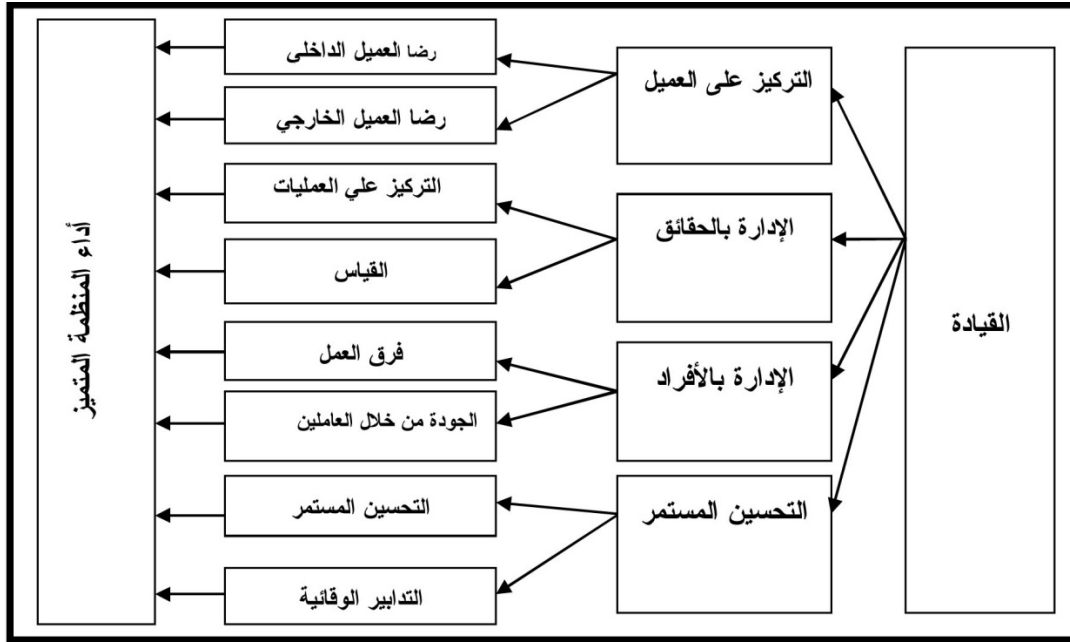 القيادة
التركيز على العميل
الإدارة بالحقائق
الإدارة بالأفراد
التحسين المستمر
رضا العميل الداخلى
رضا العميل الخارجي
التركيز علي العمليات
القياس
فرق العمل
الجودة من خلال العاملين
التحسين المستمر
التدابير الوقائية
أداء المنظمة المتميز